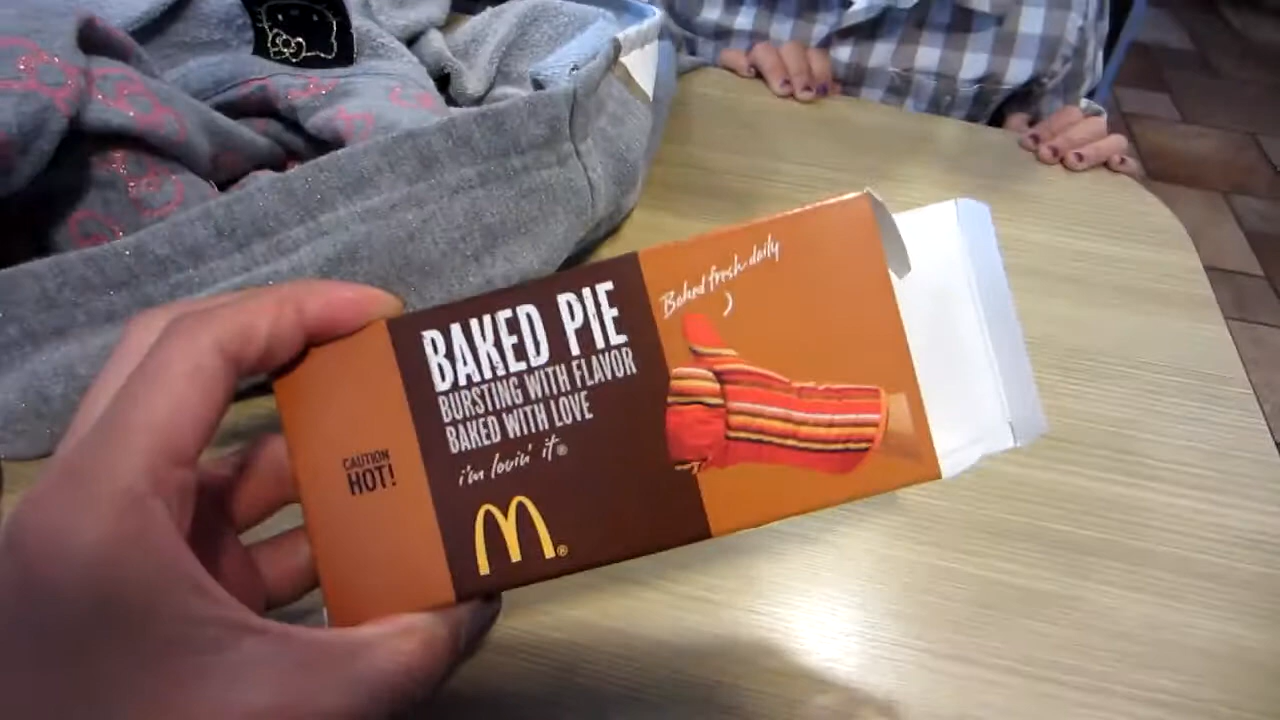 CAUTION
HOT!
BAKED PIE
BURSTING WITH FLAVOR
BAKED WITH LOVE
i'm lovin' it®
M®
Baked fresh daily